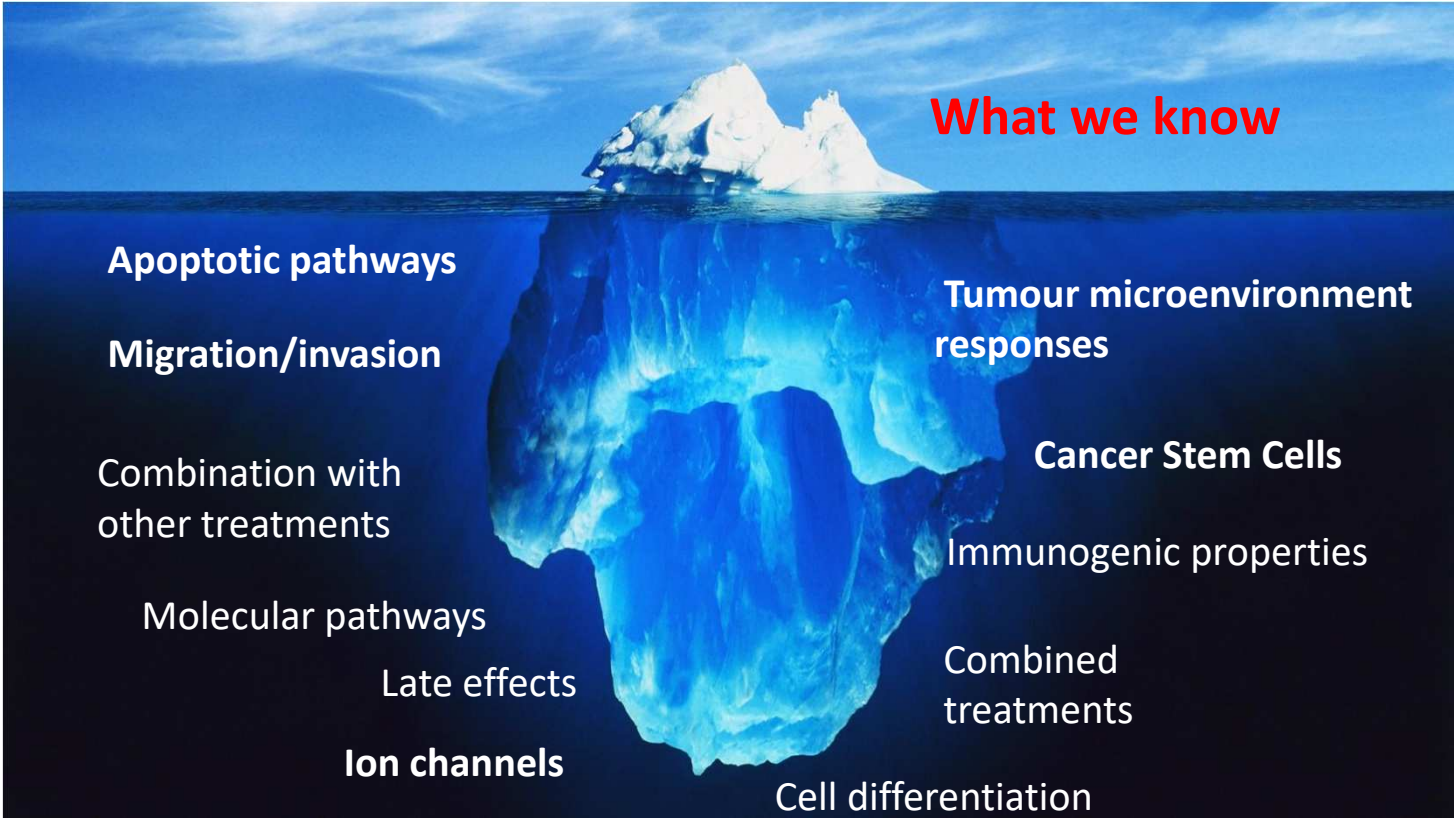 What we know
Apoptotic pathways
Migration/invasion
Combination with
other treatments
Molecular pathways
Late effects
Ion channels
Tumour microenvironment
responses
Cancer Stem Cells
Immunogenic properties
Combined
treatments
Cell differentiation